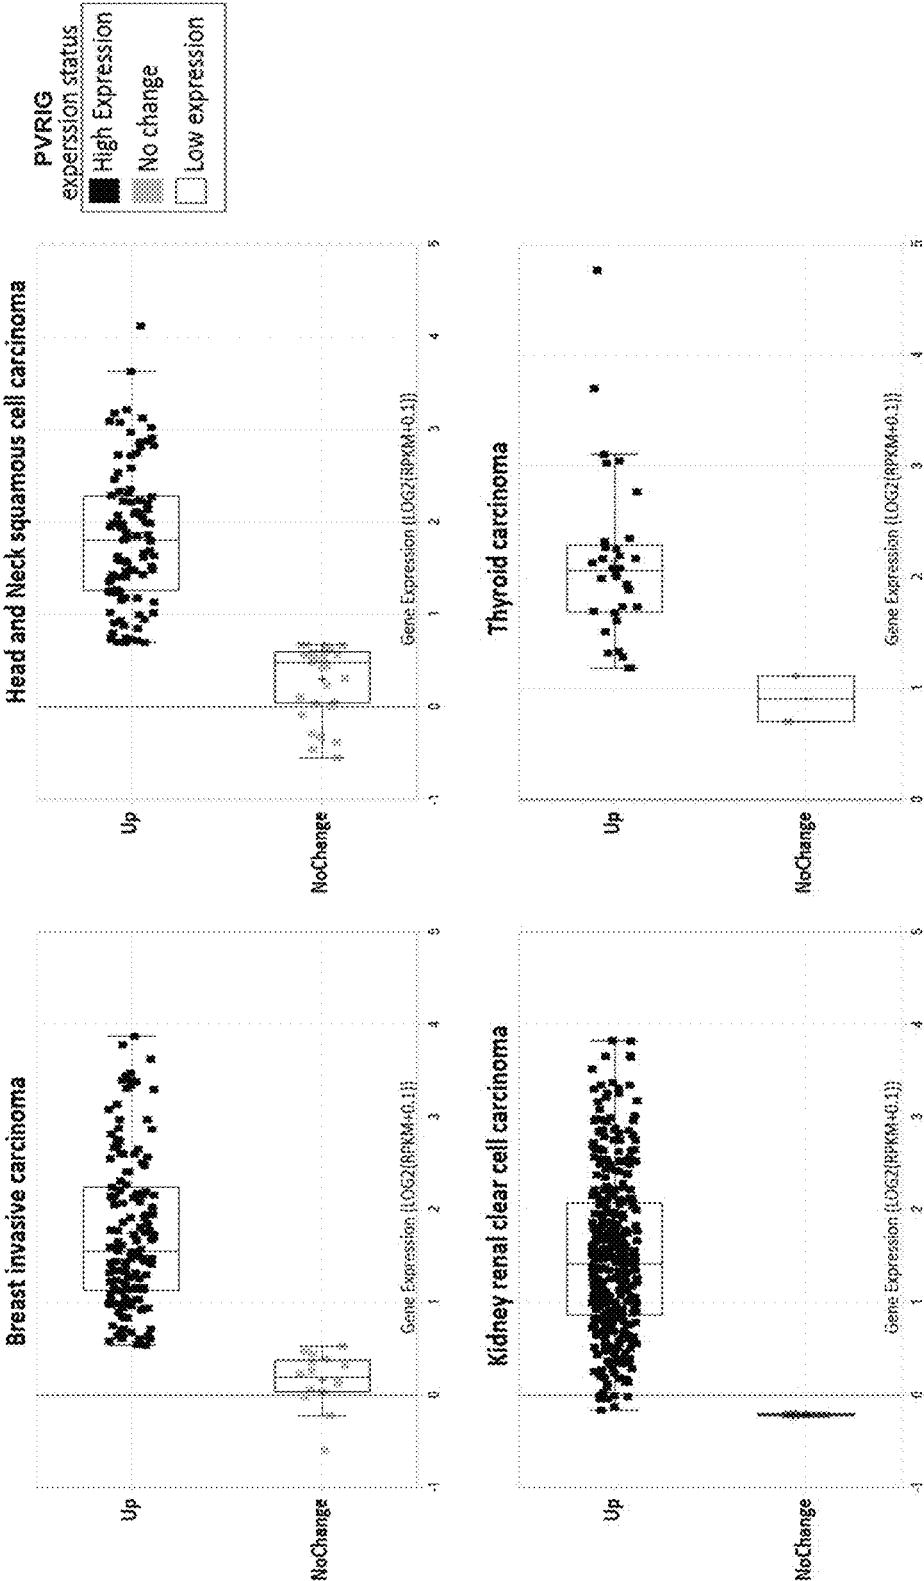 Breast invasive carcinoma
Up
NoChange
-1 0 1 2 3 4 5
Gene Expression (LOG2(RPKM+0.1))
Head and Neck squamous cell carcinoma
Up
NoChange
-1 0 1 2 3 4 5
Gene Expression (LOG2(RPKM+0.1))
PVRIG
experssion status
High Expression
No change
Low expression
Kidney renal clear cell carcinoma
Up
NoChange
-1 0 1 2 3 4 5
Gene Expression (LOG2(RPKM+0.1))
Thyroid carcinoma
Up
NoChange
0 1 2 3 4 5
Gene Expression (LOG2(RPKM+0.1))